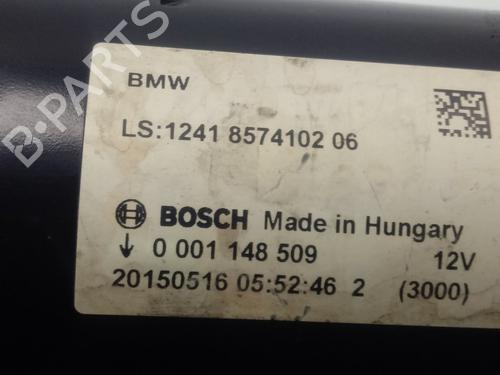 BMW
LS:1241 8574102 06
BOSCH Made in Hungary
↓ 0 001 148 509 12V
20150516 05:52:46 2 (3000)
B-PARTS